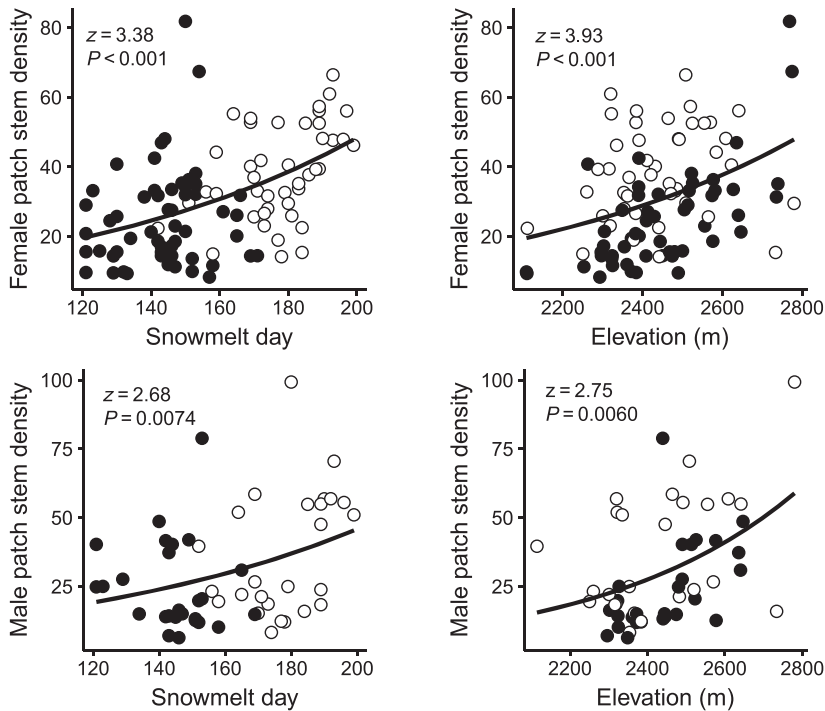 Female patch stem density
80
60
40
20
z = 3.38
P < 0.001
120 140 160 180 200
Snowmelt day
Female patch stem density
80
60
40
20
z = 3.93
P < 0.001
2200 2400 2600 2800
Elevation (m)
Male patch stem density
100
75
50
25
z = 2.68
P = 0.0074
120 140 160 180 200
Snowmelt day
Male patch stem density
100
75
50
25
z = 2.75
P = 0.0060
2200 2400 2600 2800
Elevation (m)